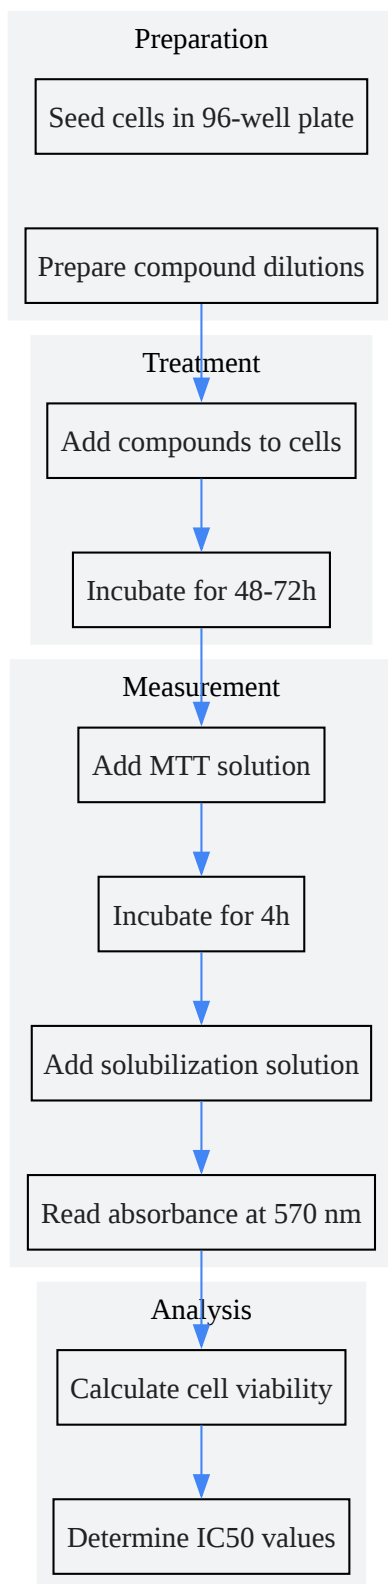 Preparation
Seed cells in 96-well plate
Prepare compound dilutions
Treatment
Add compounds to cells
Incubate for 48-72h
Measurement
Add MTT solution
Incubate for 4h
Add solubilization solution
Read absorbance at 570 nm
Analysis
Calculate cell viability
Determine IC50 values